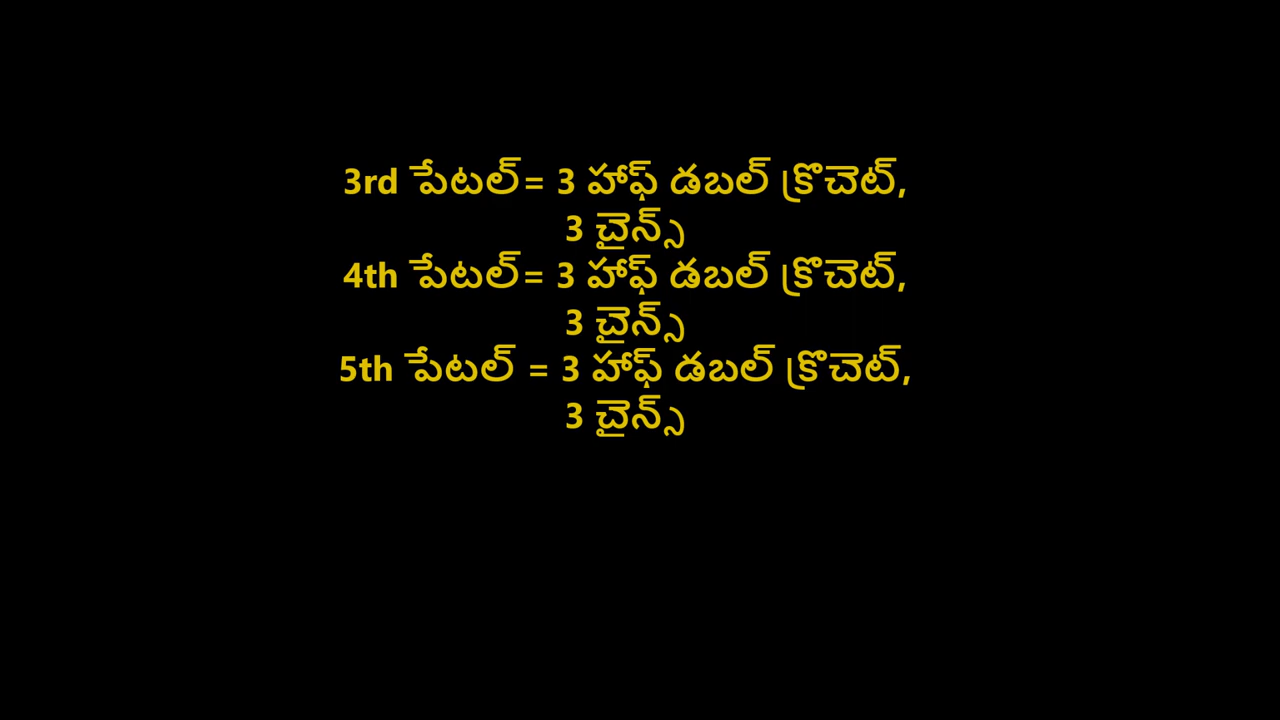 3rd పేటల్= 3 హాఫ్ డబల్ క్రొచెట్,
3 చైన్స్
4th పేటల్= 3 హాఫ్ డబల్ క్రొచెట్,
3 చైన్స్
5th పేటల్ = 3 హాఫ్ డబల్ క్రొచెట్,
3 చైన్స్